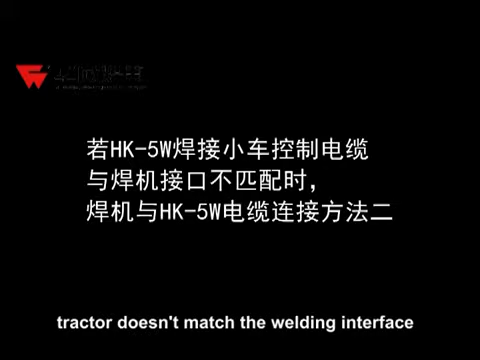 若HK-5W焊接小车控制电缆
与焊机接口不匹配时，
焊机与HK-5W电缆连接方法二
tractor doesn't match the welding interface